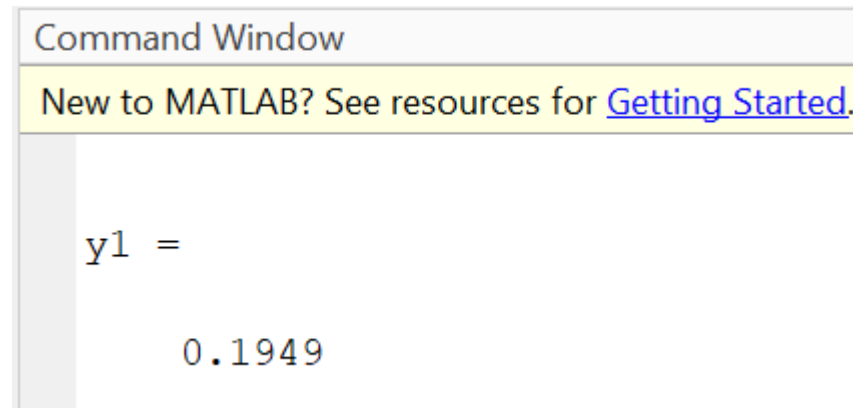 Command Window
New to MATLAB? See resources for Getting Started.
y1 =
0.1949